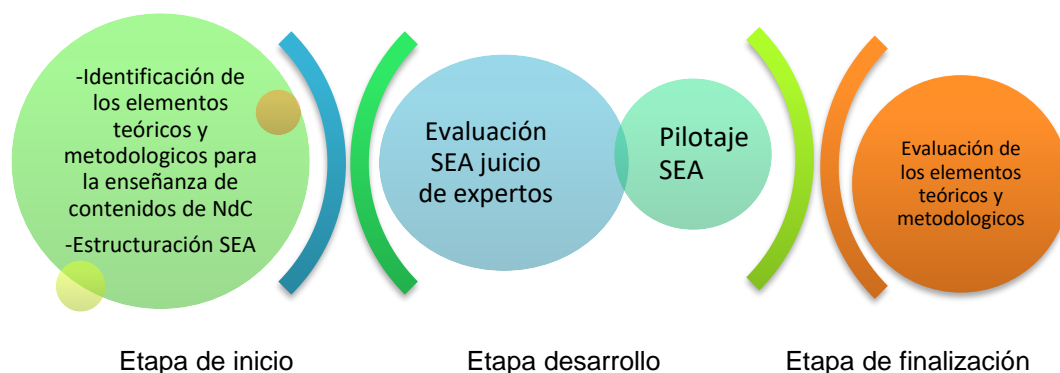 -Identificación de
los elementos
teóricos y
metodologicos para
la enseñanza de
contenidos de NdC
-Estructuración SEA
Evaluación
SEA juicio
de expertos
Pilotaje
SEA
Evaluación de
los elementos
teóricos y
metodologicos
Etapa de inicio
Etapa desarrollo
Etapa de finalización